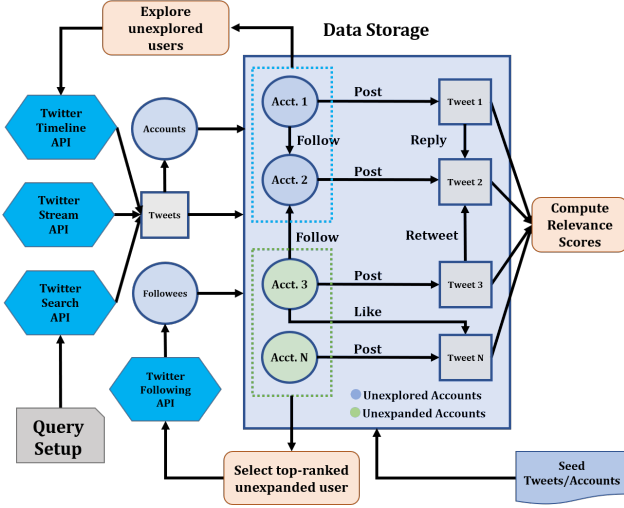 Explore
unexplored
users
Data Storage
Twitter
Timeline
API
Accounts
Acct. 1
Post
Tweet 1
Follow
Reply
Twitter
Stream
API
Tweets
Acct. 2
Post
Tweet 2
Compute
Relevance
Scores
Follow
Retweet
Twitter
Search
API
Followees
Acct. 3
Post
Tweet 3
Like
Acct. N
Post
Tweet N
Twitter
Following
API
Unexplored Accounts
Unexpanded Accounts
Query
Setup
Select top-ranked
unexpanded user
Seed
Tweets/Accounts